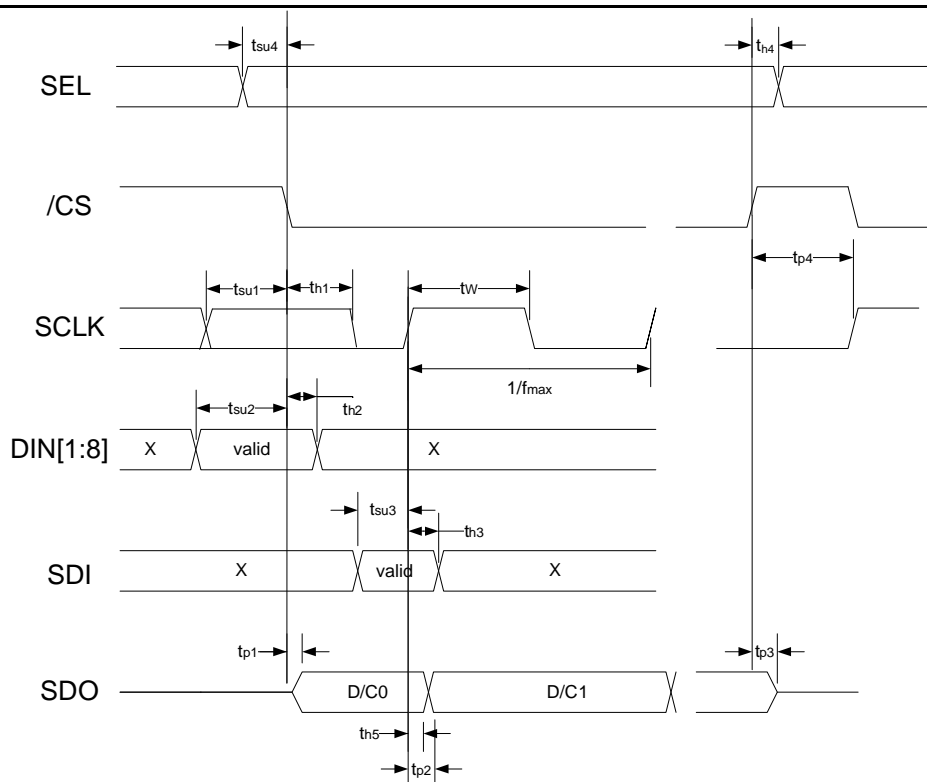 tsu4
th4
SEL
/CS
tp4
tsu1
th1
tW
SCLK
1/fmax
tsu2
th2
DIN[1:8]
X
valid
X
tsu3
th3
SDI
X
valid
X
tp1
tp3
SDO
D/C0
D/C1
th5
tp2